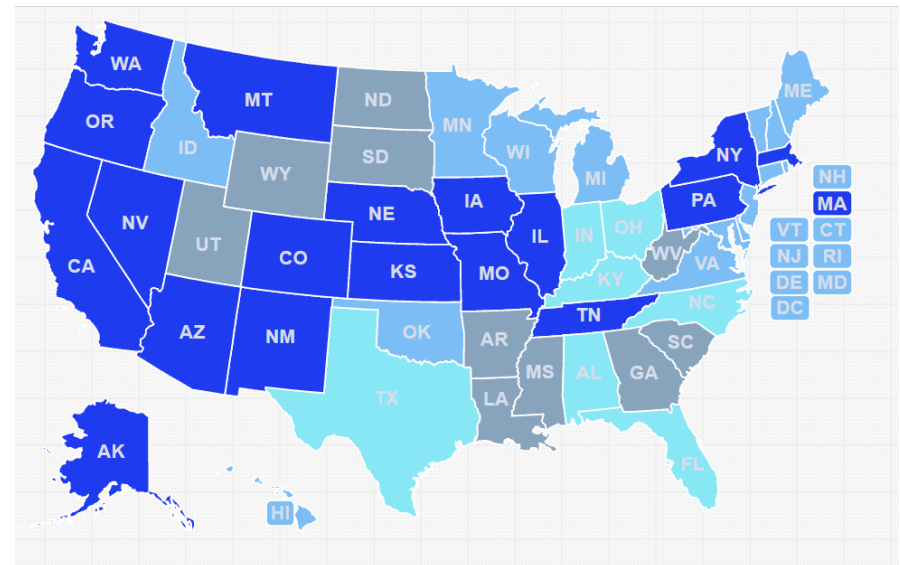 WA
MT
ND
MN
ME
OR
ID
SD
WI
MI
NY
WY
NH
NV
UT
CO
NE
IA
IL
IN
OH
PA
MA
CA
KS
MO
KY
WV
VA
VT
CT
NJ
RI
DE
MD
DC
AZ
NM
OK
AR
TN
NC
SC
TX
LA
MS
AL
GA
FL
AK
HI